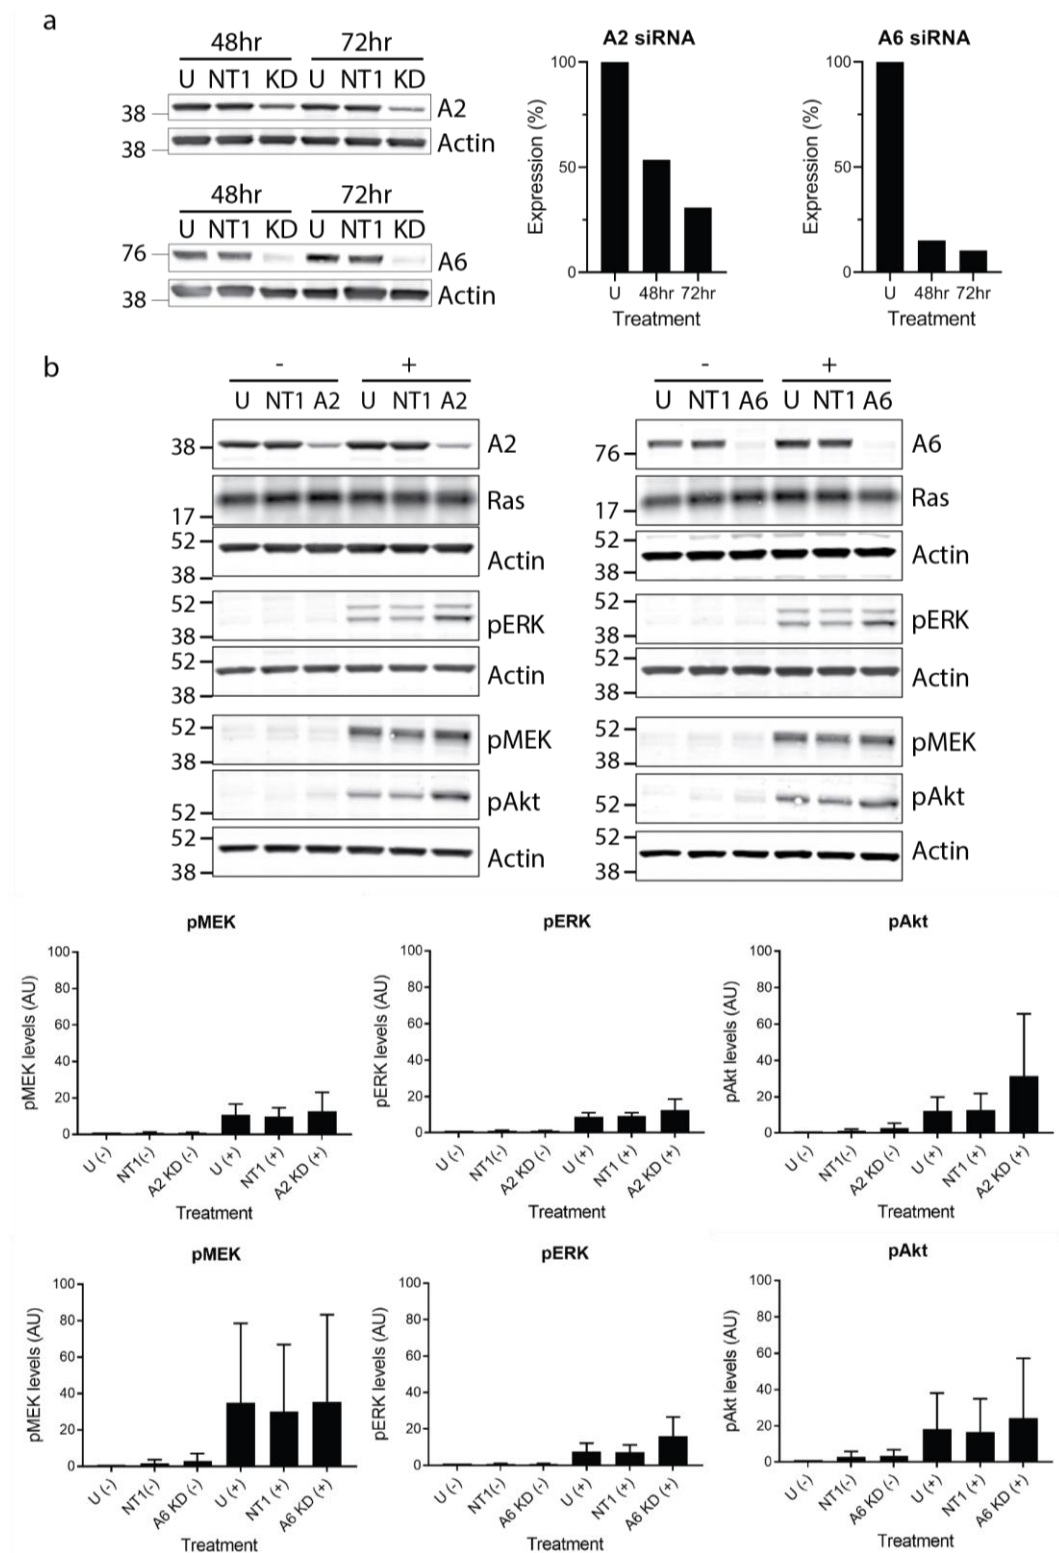 a
48hr 72hr
U NT1 KD U NT1 KD
38 A2
38 Actin
48hr 72hr
U NT1 KD U NT1 KD
76 A6
38 Actin
A2 siRNA
Expression (%)
100
50
0
U 48hr 72hr
Treatment
A6 siRNA
Expression (%)
100
50
0
U 48hr 72hr
Treatment
b
- +
U NT1 A2 U NT1 A2
38 A2
17 Ras
52
38 Actin
52
38 pERK
52
38 Actin
52
38 pMEK
52 pAkt
52
38 Actin
- +
U NT1 A6 U NT1 A6
76 A6
17 Ras
52
38 Actin
52
38 pERK
52
38 Actin
52
38 pMEK
52 pAkt
52
38 Actin
pMEK
pMEK levels (AU)
100
80
60
40
20
0
U (-) NT1(-) A2 KD (-) U (+) NT1 (+) A2 KD (+)
Treatment
pERK
pERK levels (AU)
100
80
60
40
20
0
U (-) NT1(-) A2 KD (-) U (+) NT1 (+) A2 KD (+)
Treatment
pAkt
pAkt levels (AU)
100
80
60
40
20
0
U (-) NT1(-) A2 KD (-) U (+) NT1 (+) A2 KD (+)
Treatment
pMEK
pMEK levels (AU)
100
80
60
40
20
0
U (-) NT1(-) A6 KD (-) U (+) NT1 (+) A6 KD (+)
Treatment
pERK
pERK levels (AU)
100
80
60
40
20
0
U (-) NT1(-) A6 KD (-) U (+) NT1 (+) A6 KD (+)
Treatment
pAkt
pAkt levels (AU)
100
80
60
40
20
0
U (-) NT1(-) A6 KD (-) U (+) NT1 (+) A6 KD (+)
Treatment